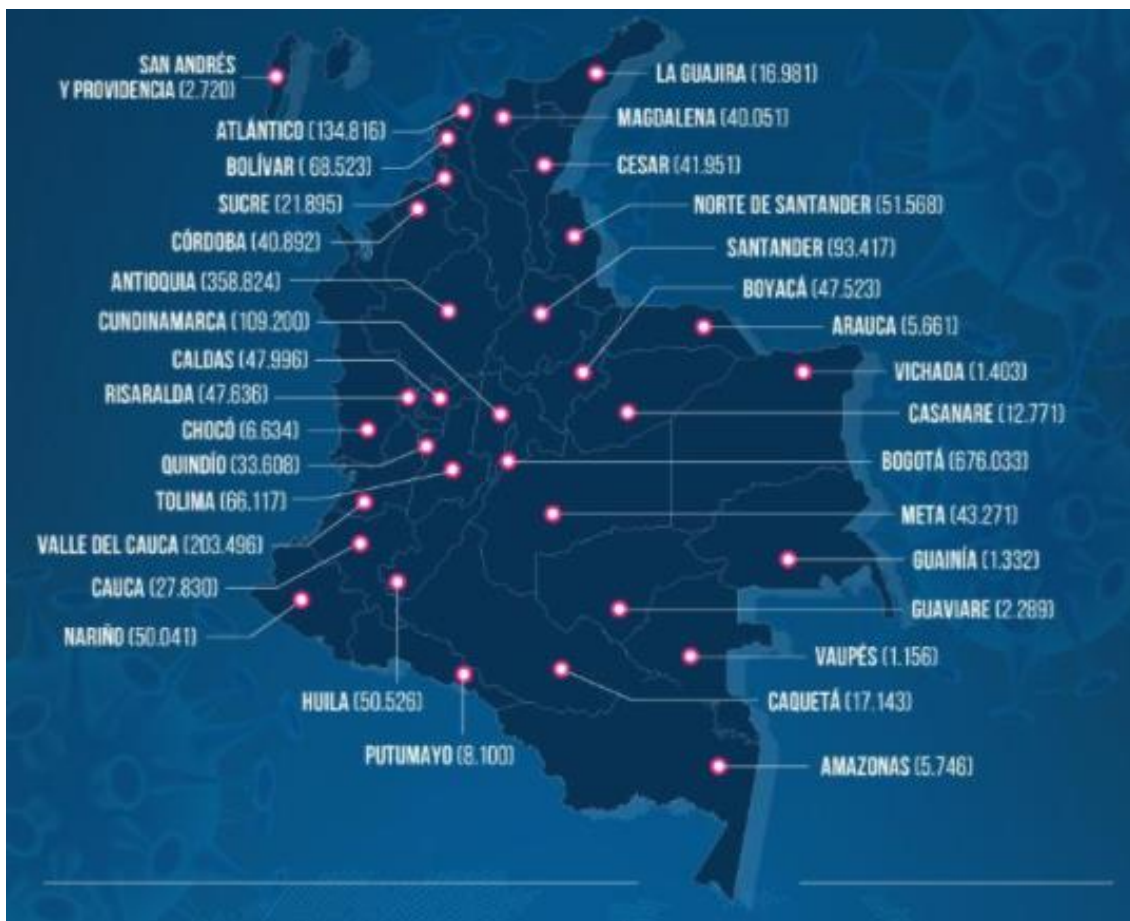 SAN ANDRÉS
Y PROVIDENCIA (2.720)
ATLÁNTICO (134.816)
BOLÍVAR ( 68.523)
SUCRE (21.895)
CÓRDOBA (40.892)
ANTIOQUIA (358.824)
CUNDINAMARCA (109.200)
CALDAS (47.996)
RISARALDA (47.636)
CHOCÓ (6.634)
QUINDÍO (33.608)
TOLIMA (66.117)
VALLE DEL CAUCA (203.496)
CAUCA (27.830)
NARIÑO (50.041)
HUILA (50.526)
PUTUMAYO (8.100)
LA GUAJIRA (16.981)
MAGDALENA (40.051)
CESAR (41.951)
NORTE DE SANTANDER (51.568)
SANTANDER (93.417)
BOYACÁ (47.523)
ARAUCA (5.661)
VICHADA (1.403)
CASANARE (12.771)
BOGOTÁ (676.033)
META (43.271)
GUAINÍA (1.332)
GUAVIARE (2.289)
VAUPÉS (1.156)
CAQUETÁ (17.143)
AMAZONAS (5.746)